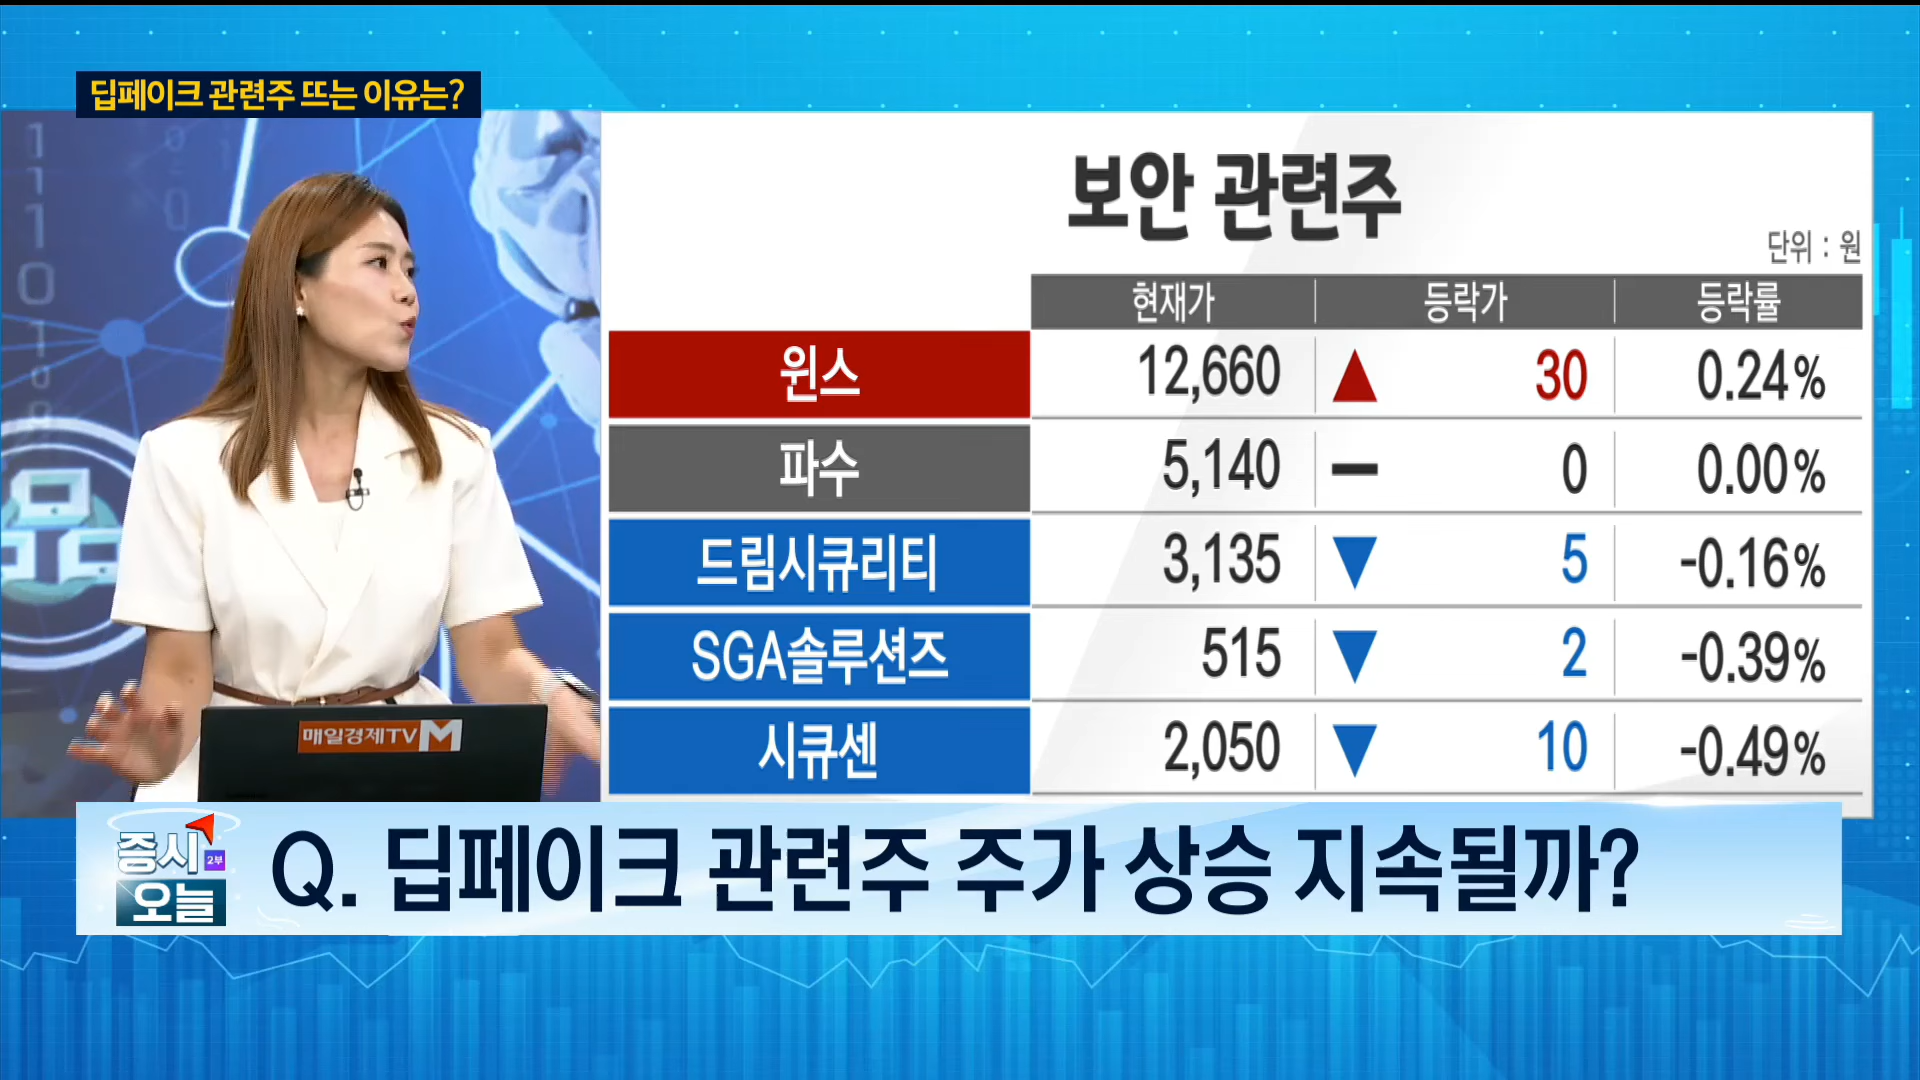 딥페이크 관련주 뜨는 이유는?
보안 관련주
단위 : 원
현재가 등락가 등락률
윈스 12,660 ▲ 30 0.24%
파수 5,140 ━ 0 0.00%
드림시큐리티 3,135 ▼ 5 -0.16%
SGA솔루션즈 515 ▼ 2 -0.39%
시큐센 2,050 ▼ 10 -0.49%
매일경제TV M
증시 2부
오늘
Q. 딥페이크 관련주 주가 상승 지속될까?